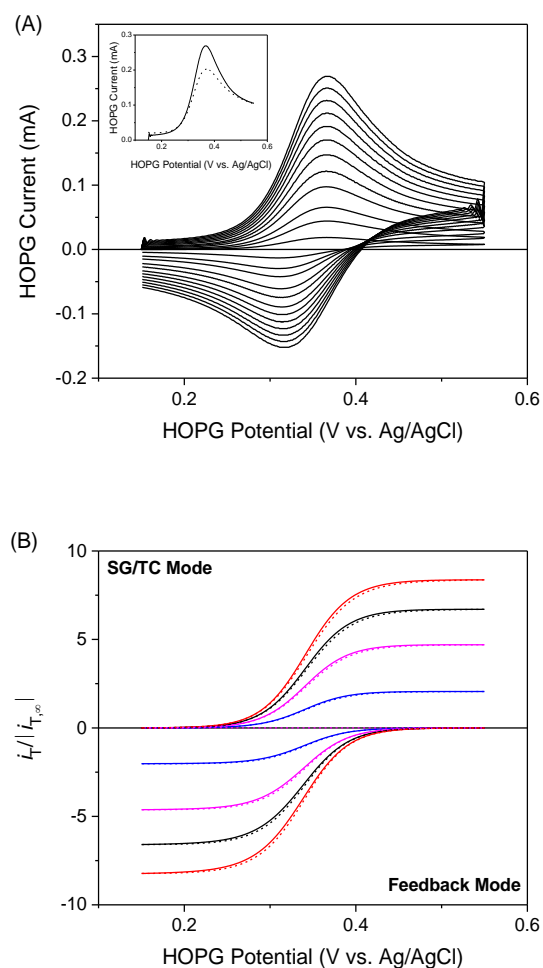 (A)
0.3
0.2
0.1
0.0
-0.1
-0.2
HOPG Current (mA)
0.2
0.4
0.6
HOPG Potential (V vs. Ag/AgCl)
0.3
0.2
0.1
0.0
HOPG Current (mA)
0.2
0.4
0.6
HOPG Potential (V vs. Ag/AgCl)
(B)
SG/TC Mode
10
5
0
-5
-10
iT/| iT,∞|
Feedback Mode
0.2
0.4
0.6
HOPG Potential (V vs. Ag/AgCl)